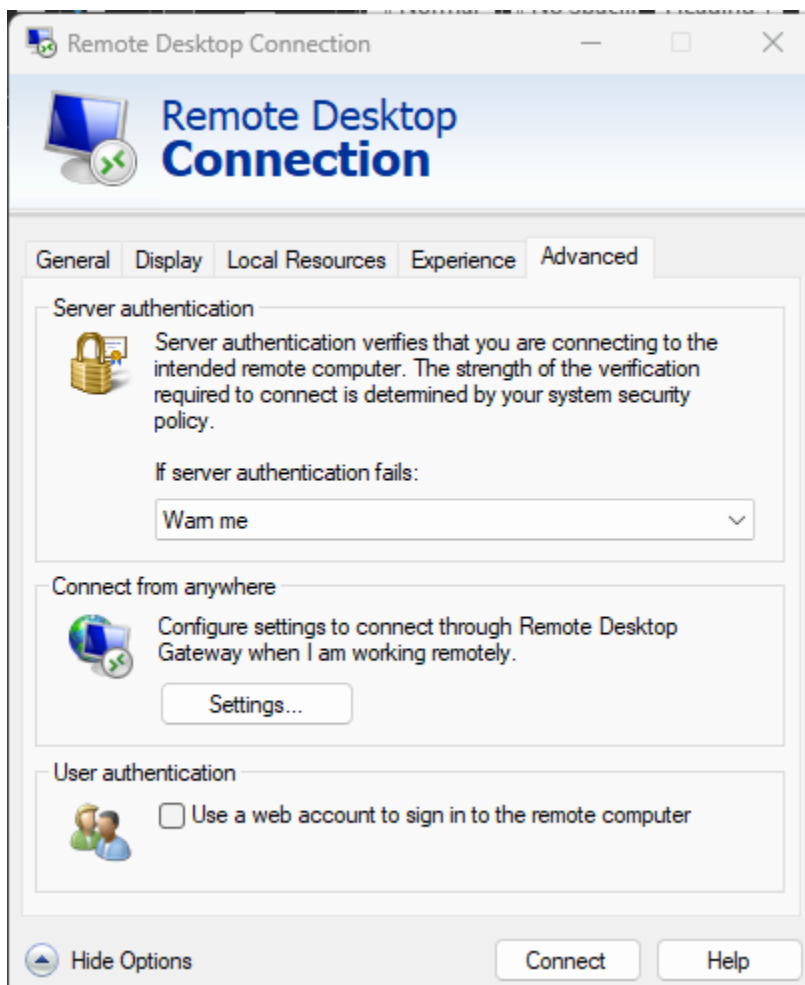 Remote Desktop Connection
Remote Desktop
Connection
General Display Local Resources Experience Advanced
Server authentication
Server authentication verifies that you are connecting to the
intended remote computer. The strength of the verification
required to connect is determined by your system security
policy.
If server authentication fails:
Warn me
Connect from anywhere
Configure settings to connect through Remote Desktop
Gateway when I am working remotely.
Settings...
User authentication
Use a web account to sign in to the remote computer
Hide Options Connect Help